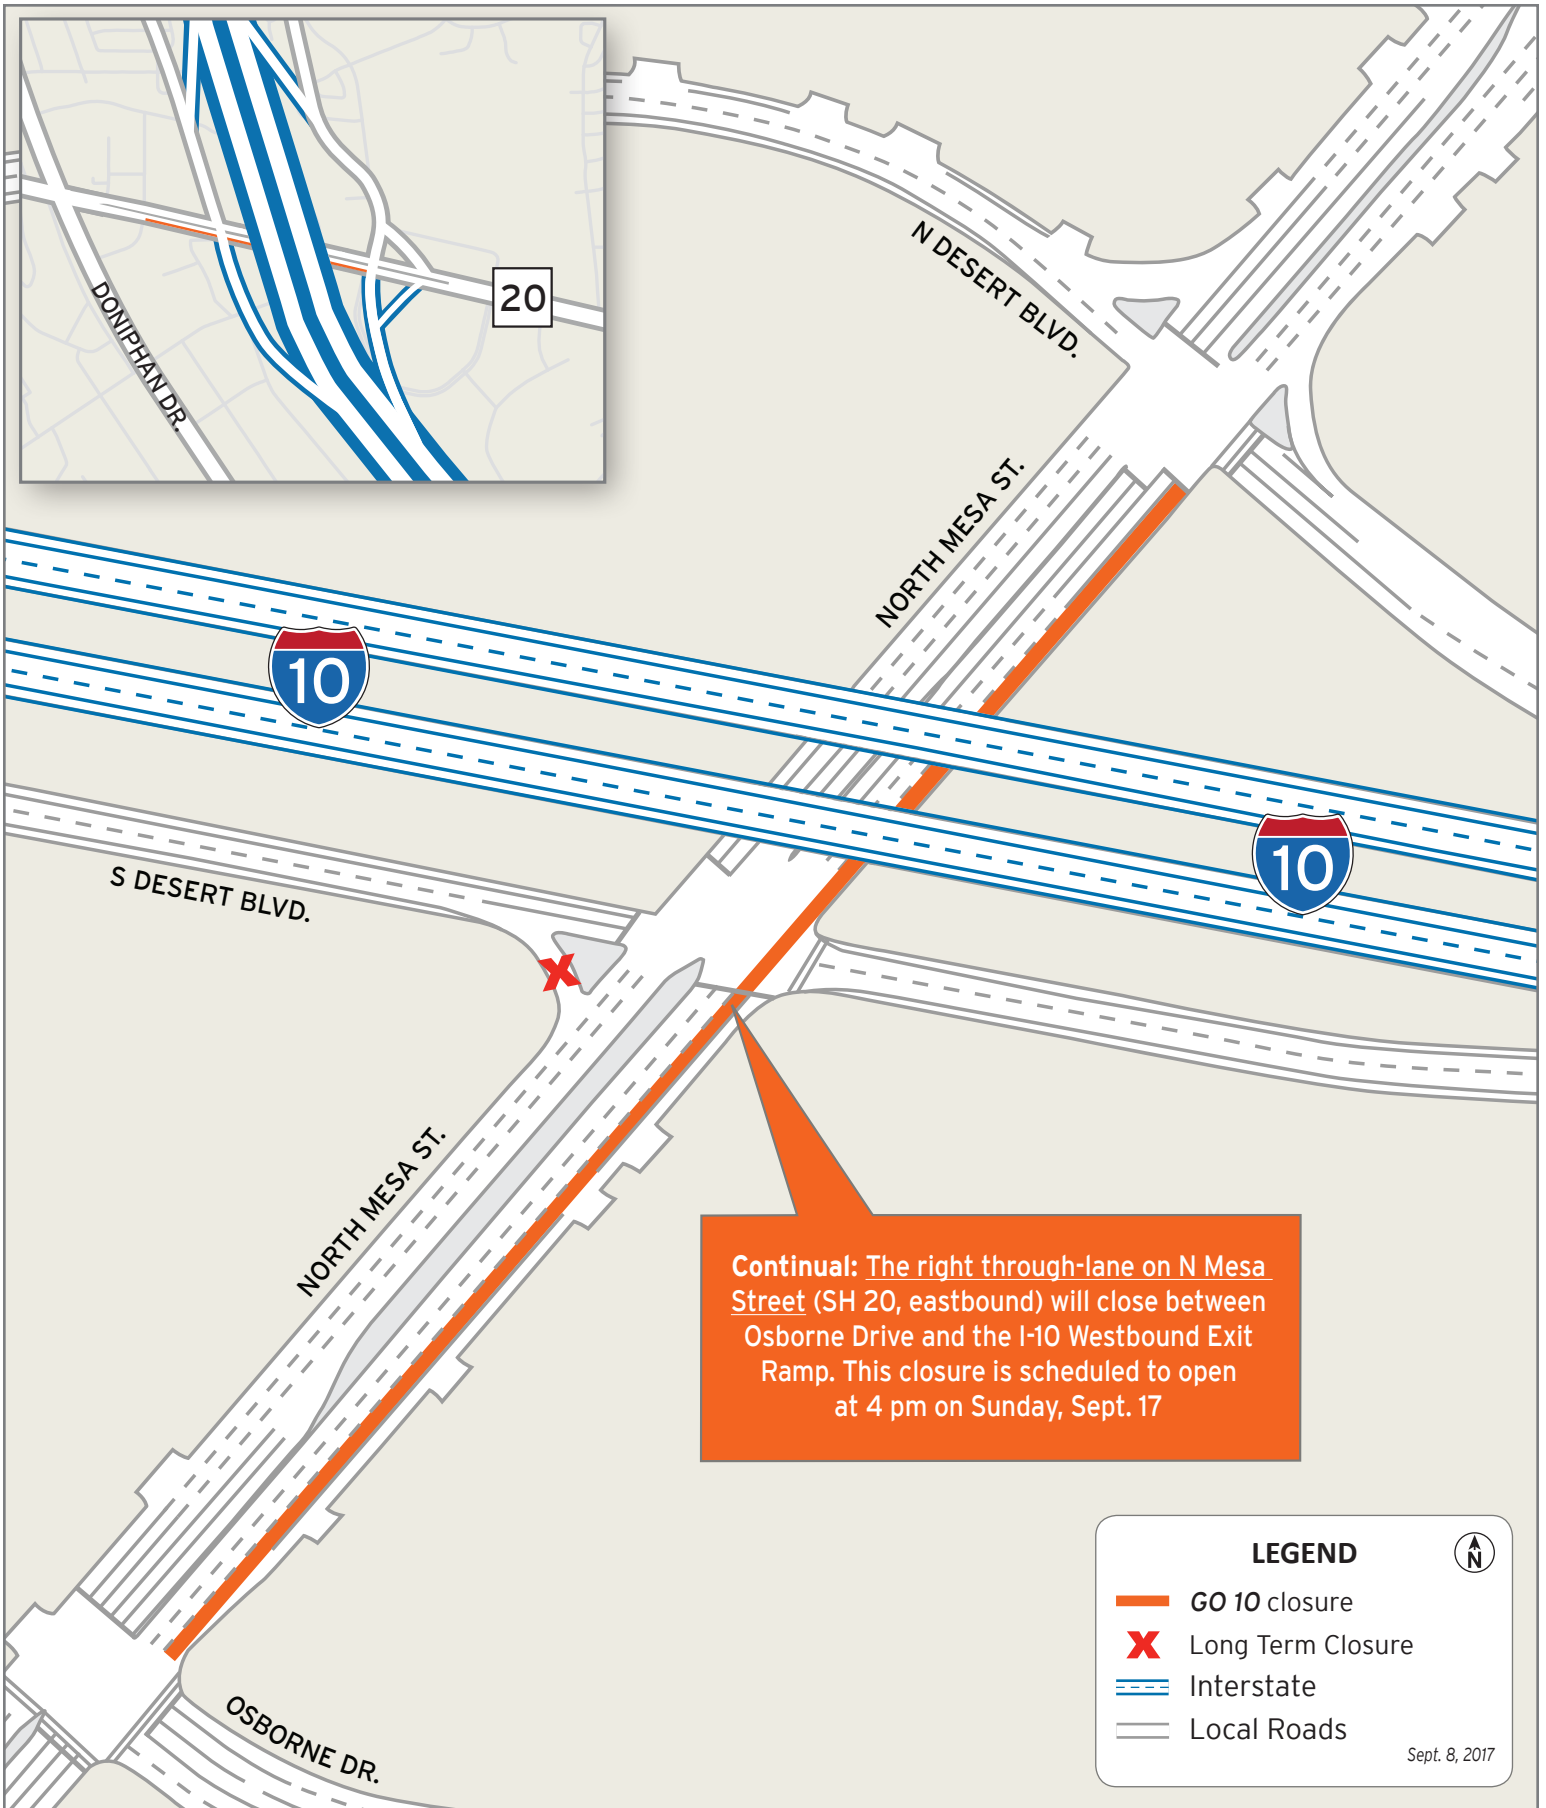 DONIPHAN DR.
20
N DESERT BLVD.
NORTH MESA ST.
10
10
S DESERT BLVD.
NORTH MESA ST.
Continual: The right through-lane on N Mesa
Street (SH 20, eastbound) will close between
Osborne Drive and the I-10 Westbound Exit
Ramp. This closure is scheduled to open
at 4 pm on Sunday, Sept. 17
OSBORNE DR.
LEGEND
N
GO 10 closure
X Long Term Closure
Interstate
Local Roads
Sept. 8, 2017